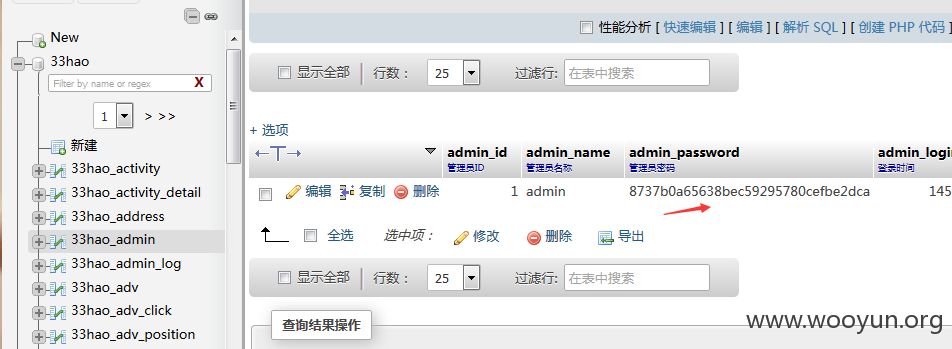 New
33hao
Filter by name or regex X
1 > >>
新建
33hao_activity
33hao_activity_detail
33hao_address
33hao_admin
33hao_admin_log
33hao_adv
33hao_adv_click
33hao_adv_position
性能分析 [ 快速编辑 ] [ 编辑 ] [ 解析 SQL ] [ 创建 PHP 代码 ]
显示全部 行数： 25 过滤行: 在表中搜索
+ 选项
←T→ admin_id admin_name admin_password admin_login
管理员ID 管理员名称 管理员密码 登录时间
编辑 复制 删除 1 admin 8737b0a65638bec59295780cefbe2dca 145
全选 选中项： 修改 删除 导出
显示全部 行数： 25 过滤行: 在表中搜索
查询结果操作
www.wooyun.org